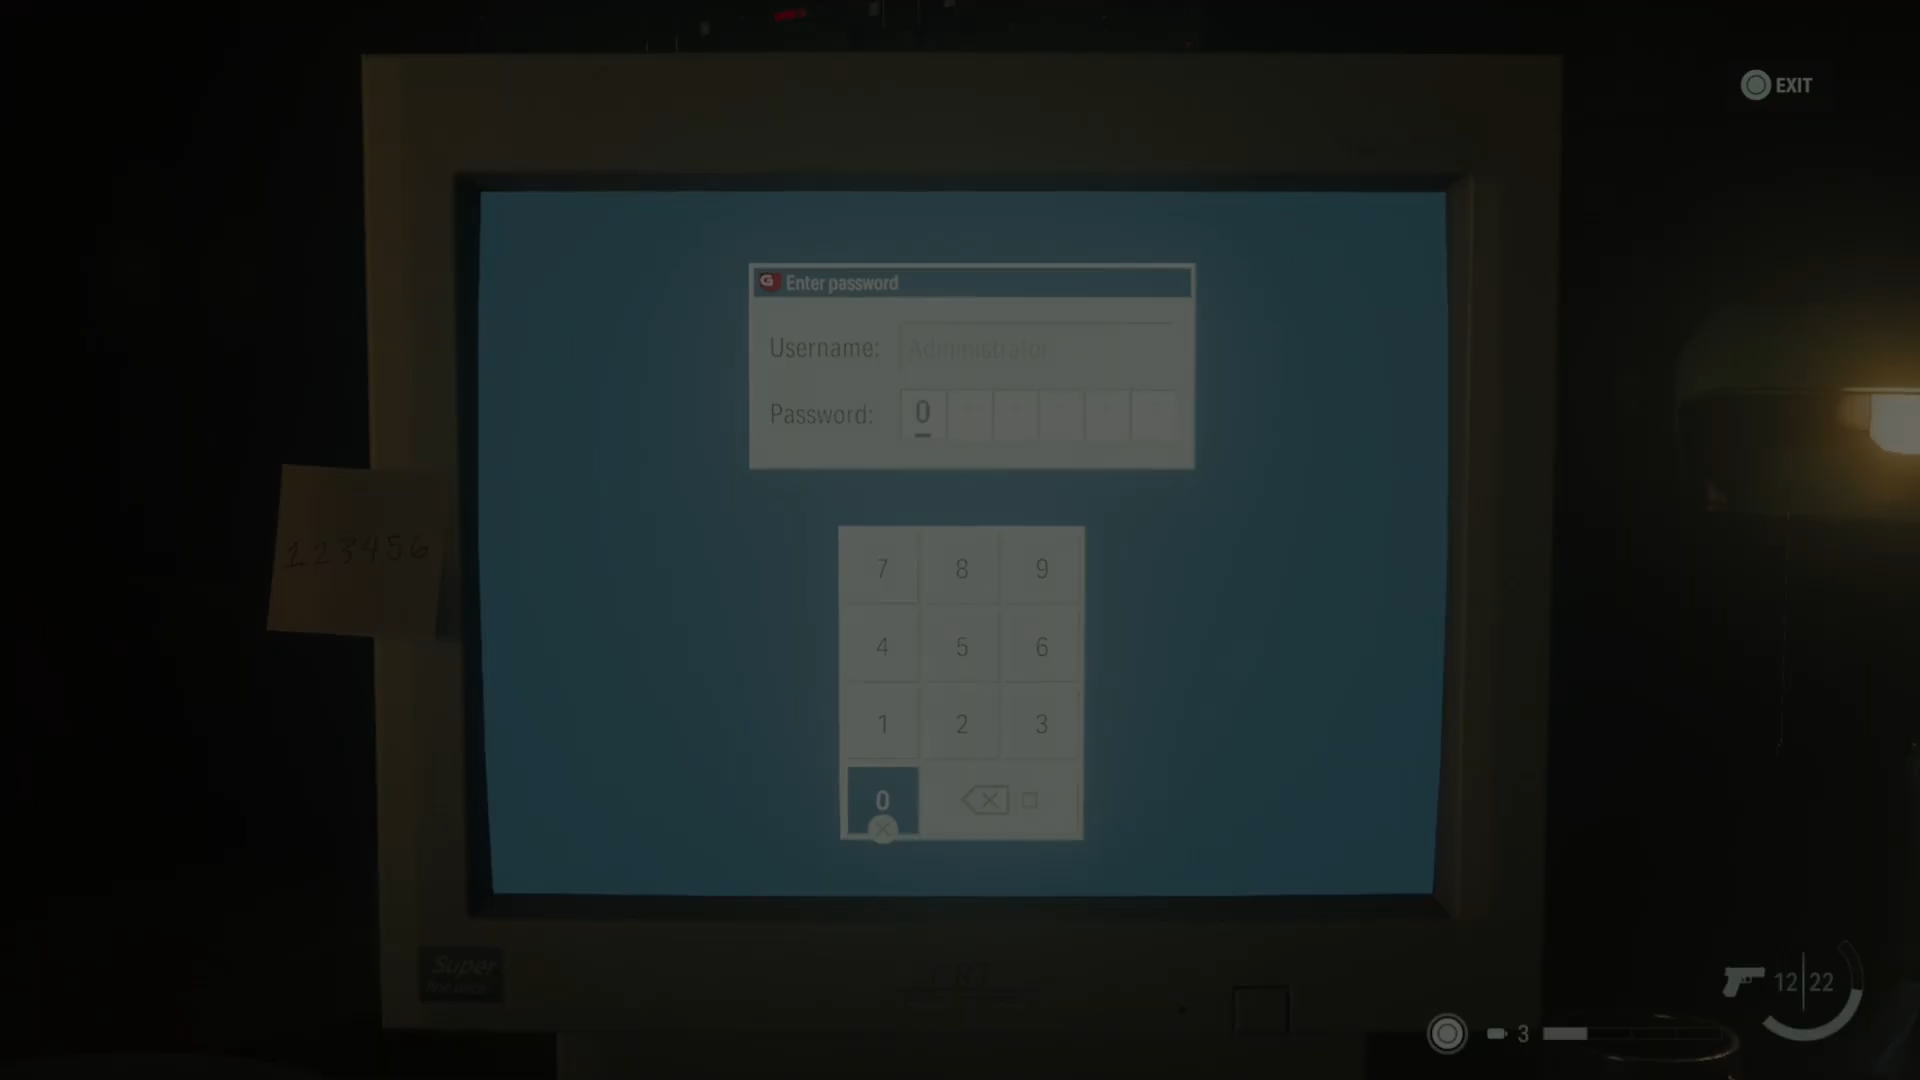 EXIT
G Enter password
Username: Administrator
Password: 0
123456
7 8 9
4 5 6
1 2 3
0
Super
12 22
3